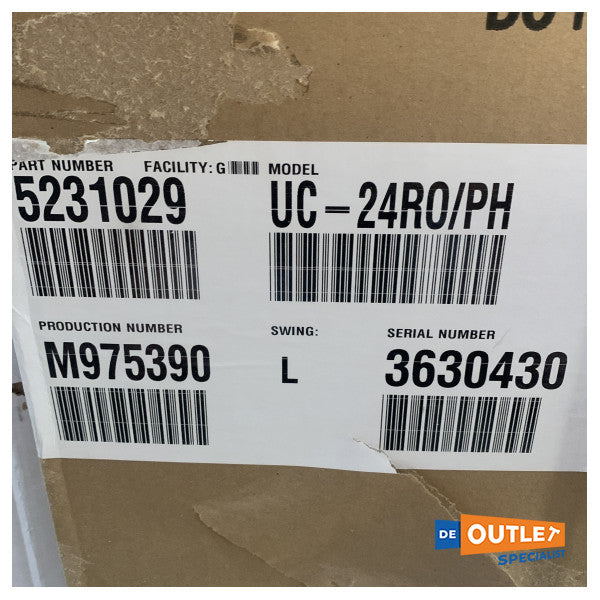 PART NUMBER FACILITY: G MODEL
5231029 UC-24RO/PH
PRODUCTION NUMBER SWING: SERIAL NUMBER
M975390 L 3630430
DE OUTLET
SPECIALIST